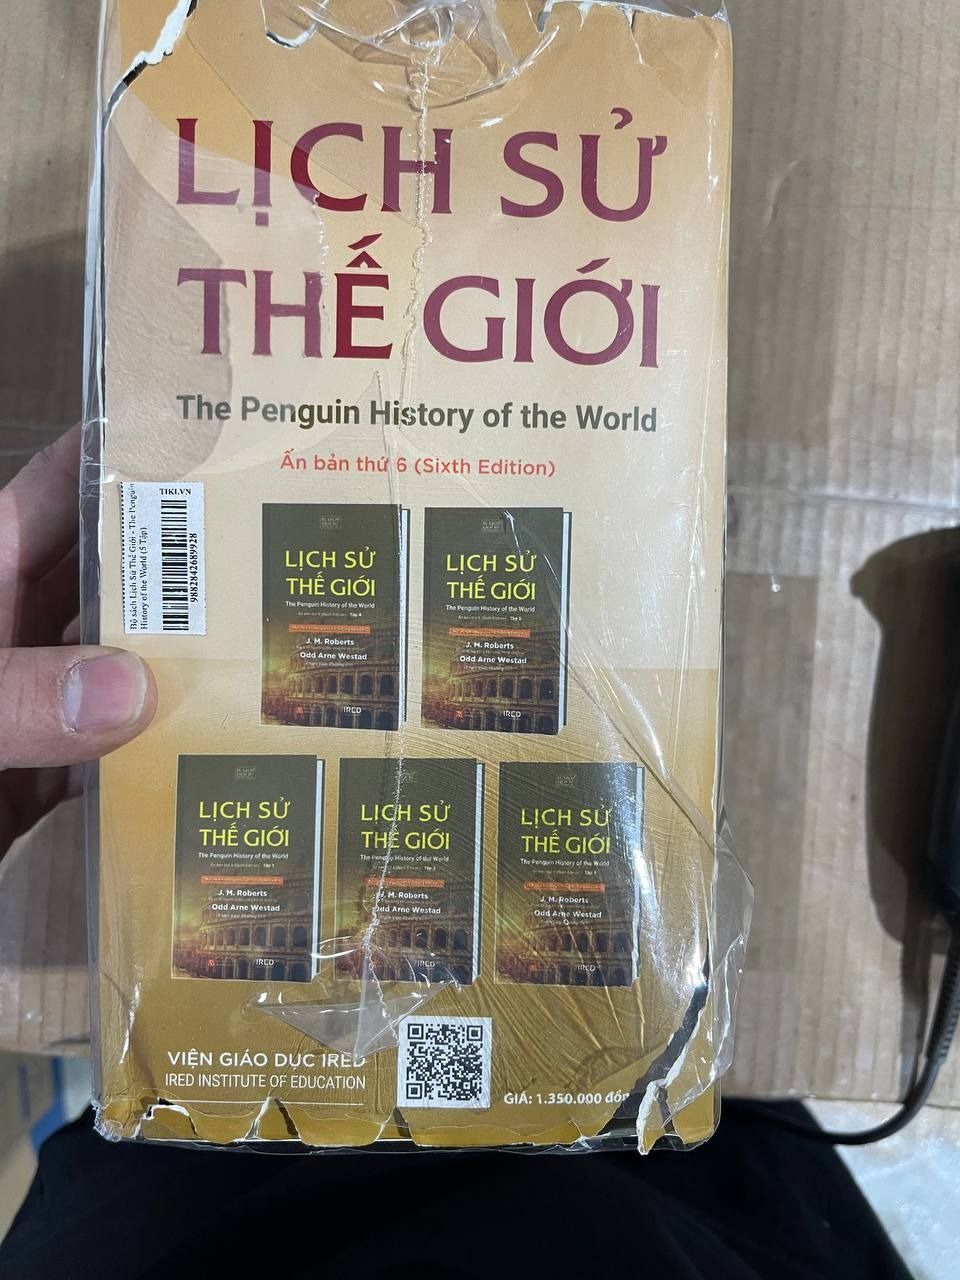 LỊCH SỬ
THẾ GIỚI
The Penguin History of the World
Ấn bản thứ 6 (Sixth Edition)
TIKI.VN
9882842689928
Bộ sách Lịch Sử Thế Giới - The Penguin
History of the World (5 Tập)
LỊCH SỬ
THẾ GIỚI
The Penguin History of the World
J. M. Roberts
Odd Arne Westad
IRED
LỊCH SỬ
THẾ GIỚI
The Penguin History of the World
J. M. Roberts
Odd Arne Westad
IRED
LỊCH SỬ
THẾ GIỚI
The Penguin History of the World
J. M. Roberts
Odd Arne Westad
IRED
LỊCH SỬ
THẾ GIỚI
The Penguin History of the World
J. M. Roberts
Odd Arne Westad
IRED
LỊCH SỬ
THẾ GIỚI
The Penguin History of the World
J. M. Roberts
Odd Arne Westad
IRED
VIỆN GIÁO DỤC IRED
IRED INSTITUTE OF EDUCATION
GIÁ: 1.350.000